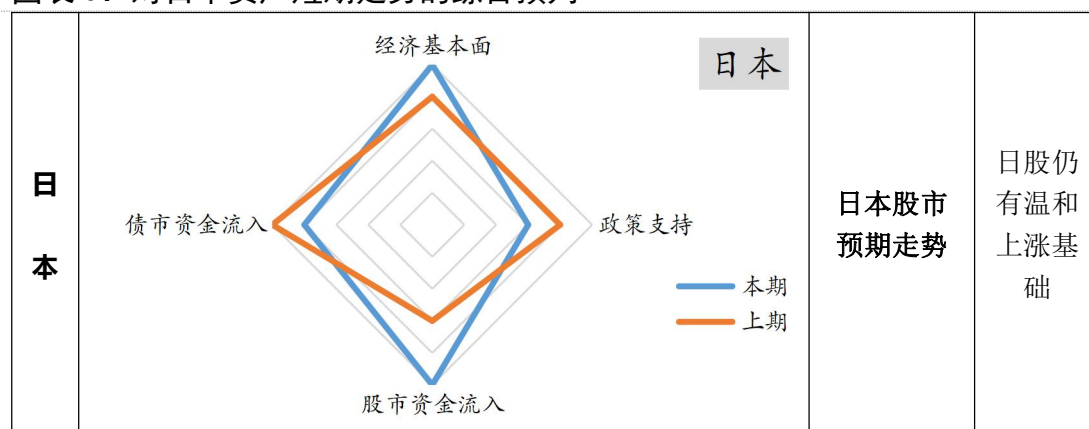 日
本
经济基本面
日本
债市资金流入
政策支持
本期
上期
股市资金流入
日本股市
预期走势
日股仍
有温和
上涨基
础